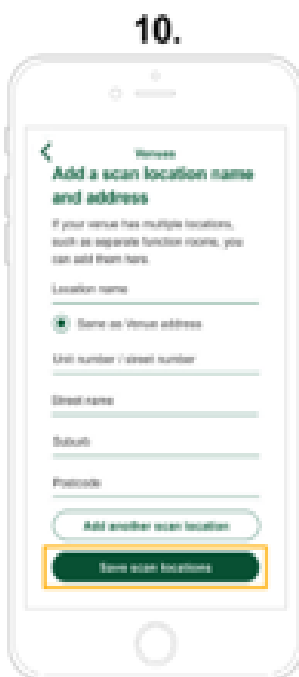 10.
Venues
Add a scan location name
and address
If your venue has multiple locations,
such as separate function rooms, you
can add them here.
Location name
Same as Venue address
Unit number / street number
Street name
Suburb
Postcode
Add another scan location
Save scan locations